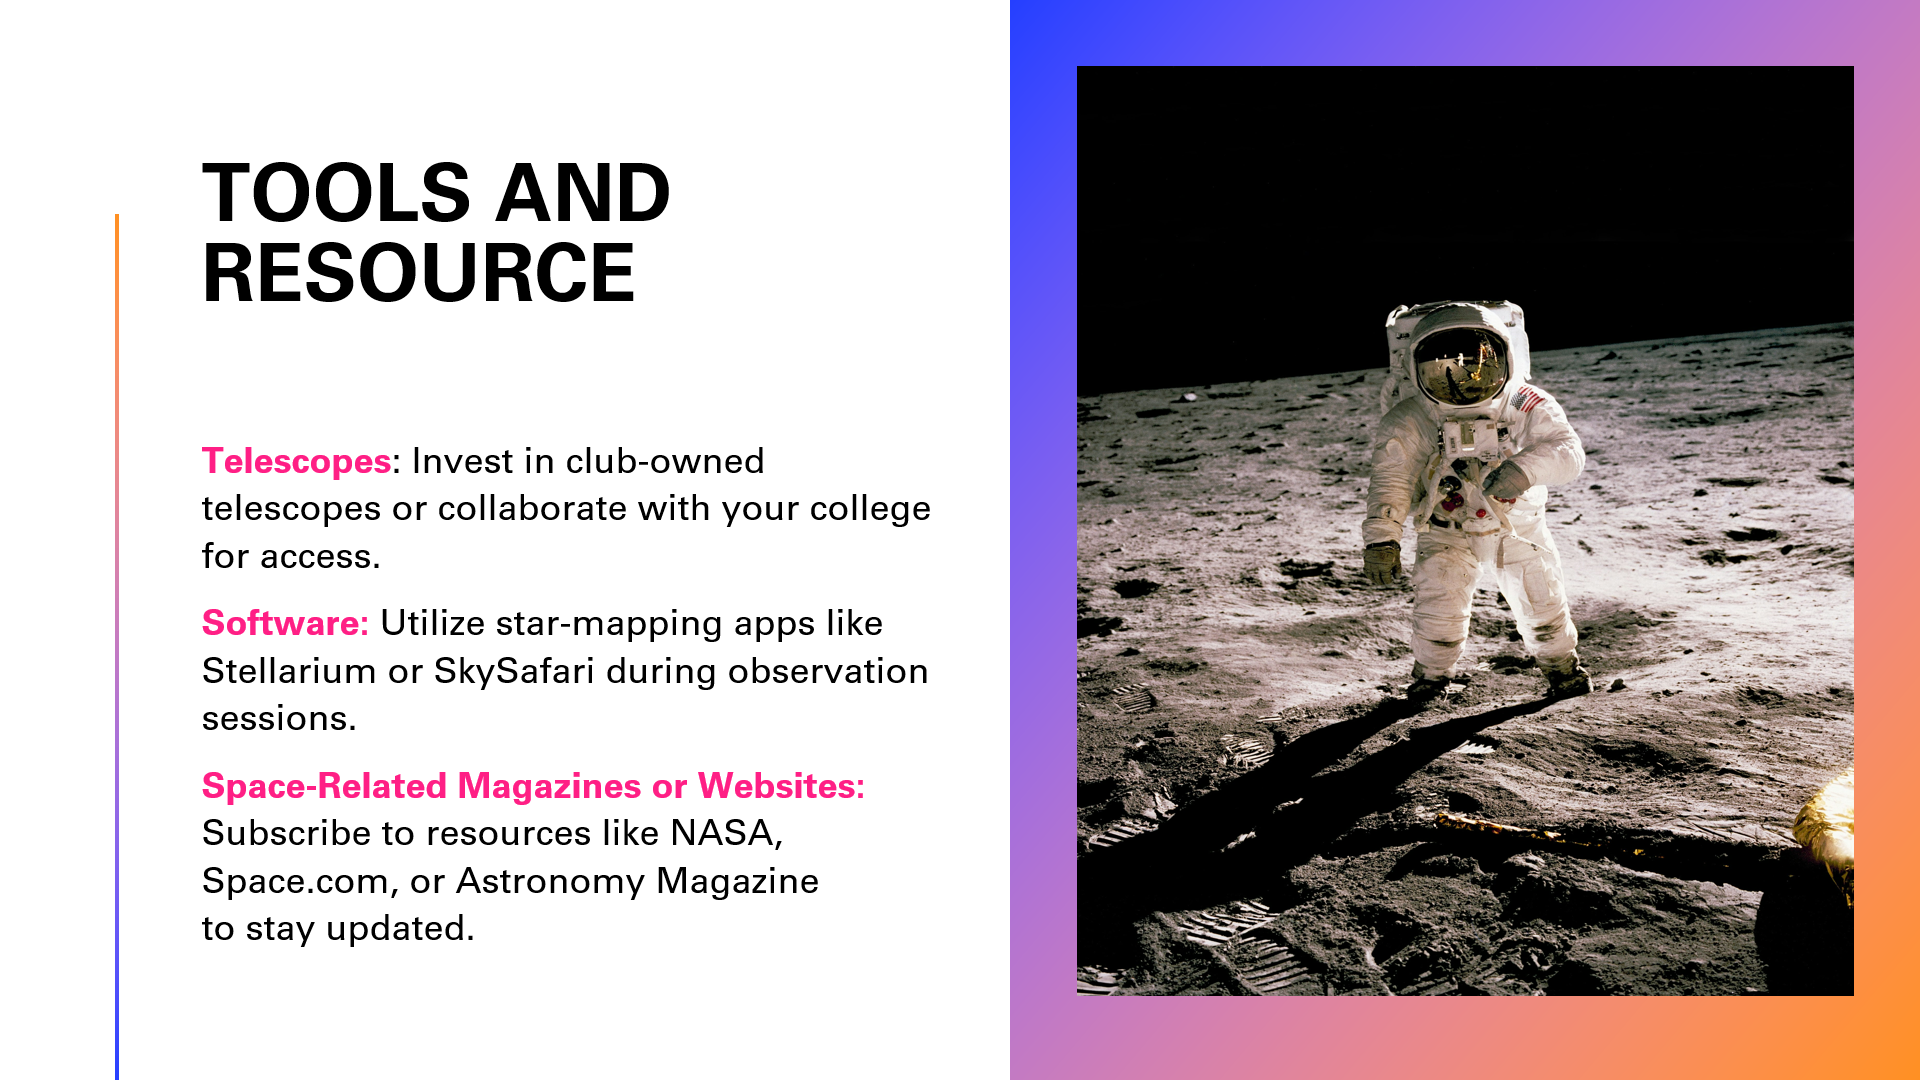 TOOLS AND
RESOURCE
Telescopes: Invest in club-owned
telescopes or collaborate with your college
for access.
Software: Utilize star-mapping apps like
Stellarium or SkySafari during observation
sessions.
Space-Related Magazines or Websites:
Subscribe to resources like NASA,
Space.com, or Astronomy Magazine
to stay updated.